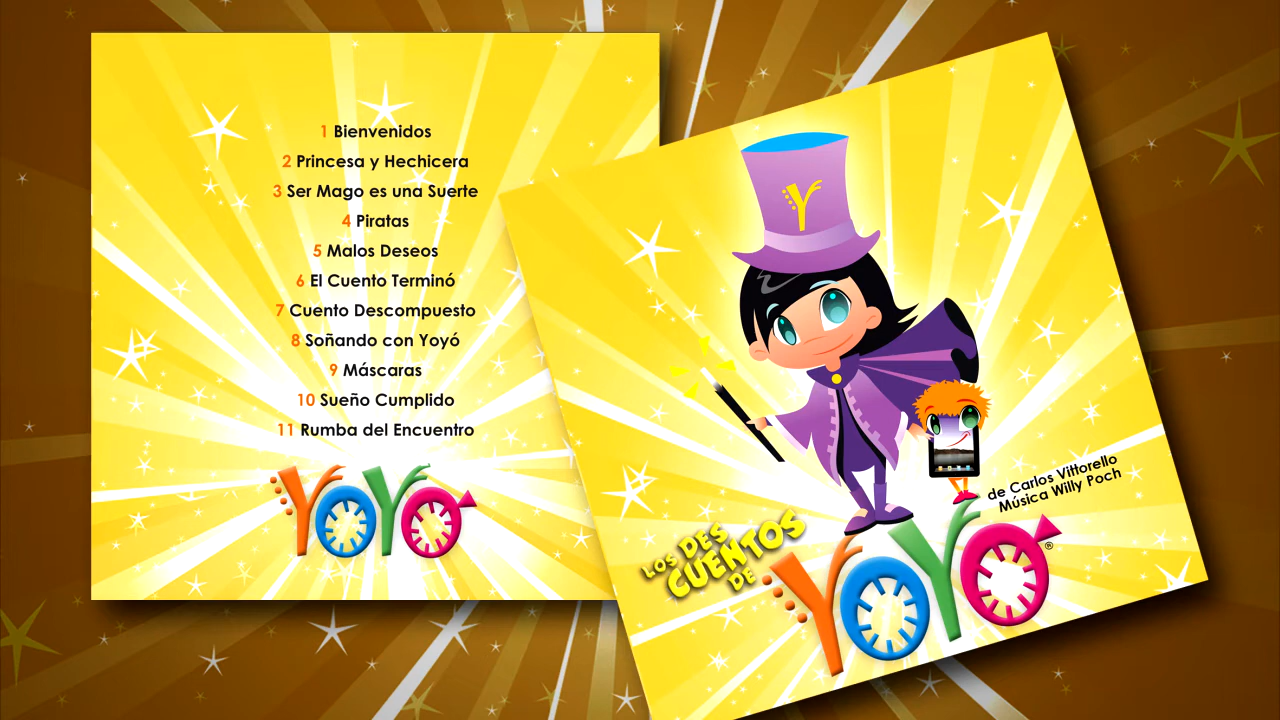 1 Bienvenidos
2 Princesa y Hechicera
3 Ser Mago es una Suerte
4 Piratas
5 Malos Deseos
6 El Cuento Terminó
7 Cuento Descompuesto
8 Soñando con Yoyó
9 Máscaras
10 Sueño Cumplido
11 Rumba del Encuentro
YOYO
Y
de Carlos Vittorello
Música Willy Poch
LOS DES
CUENTOS
DE
YOYO®